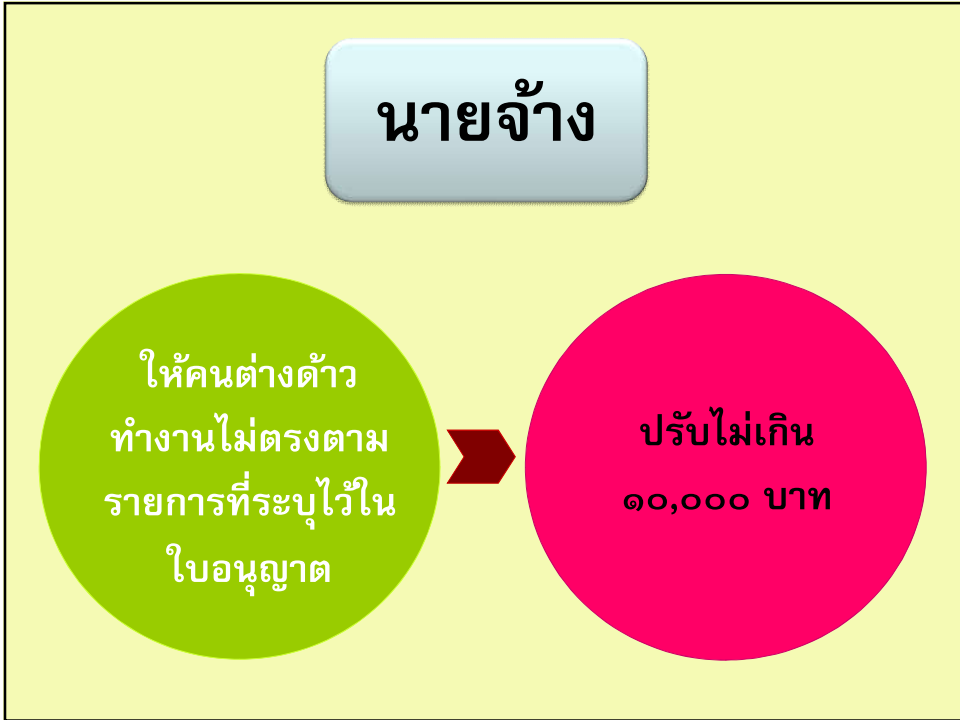 นายจ้าง
ให้คนต่างด้าว
ทำงานไม่ตรงตาม
รายการที่ระบุไว้ใน
ใบอนุญาต
ปรับไม่เกิน
๑๐,๐๐๐ บาท